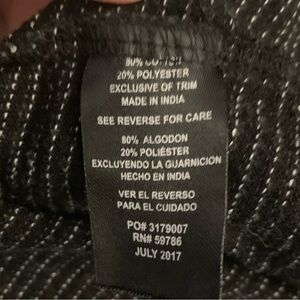 80% COTTON
20% POLYESTER
EXCLUSIVE OF TRIM
MADE IN INDIA
SEE REVERSE FOR CARE
80% ALGODON
20% POLIÉSTER
EXCLUYENDO LA GUARNICION
HECHO EN INDIA
VER EL REVERSO
PARA EL CUIDADO
PO# 3179007
RN# 59786
JULY 2017